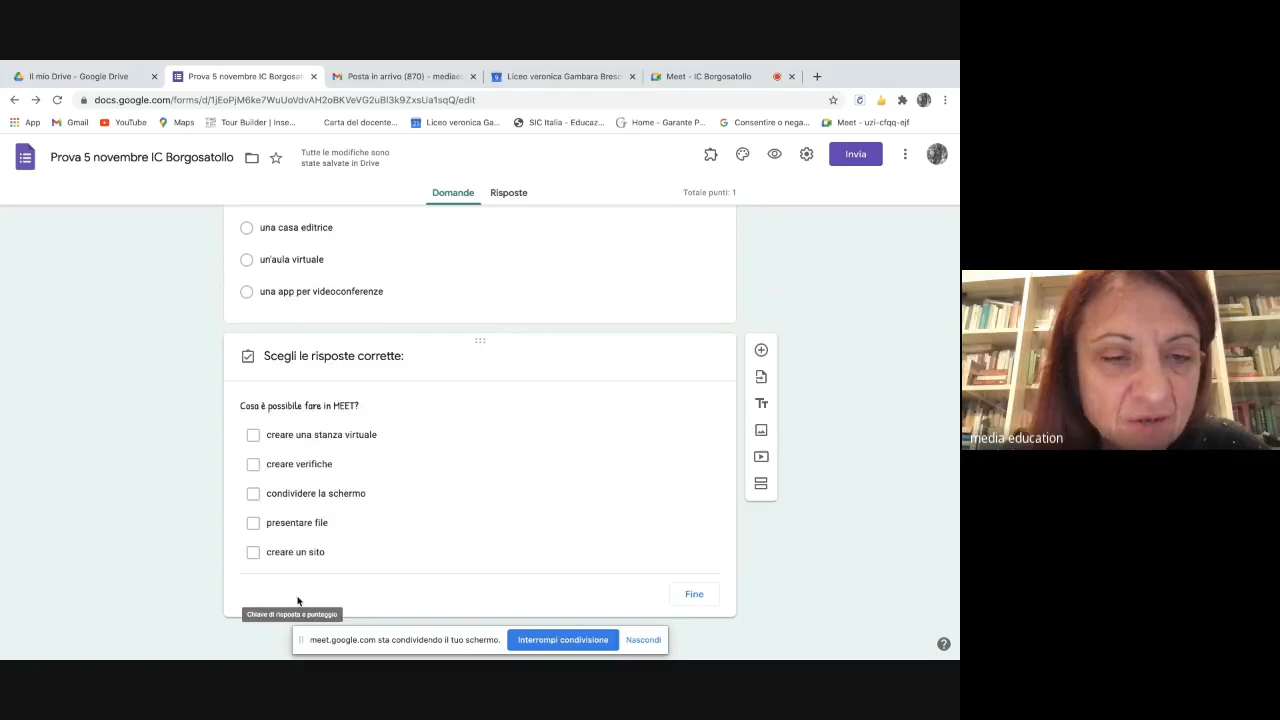 Il mio Drive - Google Drive
Prova 5 novembre IC Borgosat
Posta in arrivo (870) - mediaed
Liceo veronica Gambara Bresc
Meet - IC Borgosatollo
docs.google.com/forms/d/1jEoPjM6ke7WuUoVdvAH2oBKVeVG2uBl3k9ZxsUa1sqQ/edit
App
Gmail
YouTube
Maps
Tour Builder | Inse...
Carta del docente...
Liceo veronica Ga...
SIC Italia - Educaz...
Home - Garante P...
Consentire o nega...
Meet - uzi-cfqq-ejf
Prova 5 novembre IC Borgosatollo
Tutte le modifiche sono
state salvate in Drive
Invia
Domande
Risposte
Totale punti: 1
una casa editrice
un'aula virtuale
una app per videoconferenze
Scegli le risposte corrette:
Cosa è possibile fare in MEET?
creare una stanza virtuale
creare verifiche
condividere la schermo
presentare file
creare un sito
Fine
Chiave di risposta e punteggio
meet.google.com sta condividendo il tuo schermo.
Interrompi condivisione
Nascondi
media education